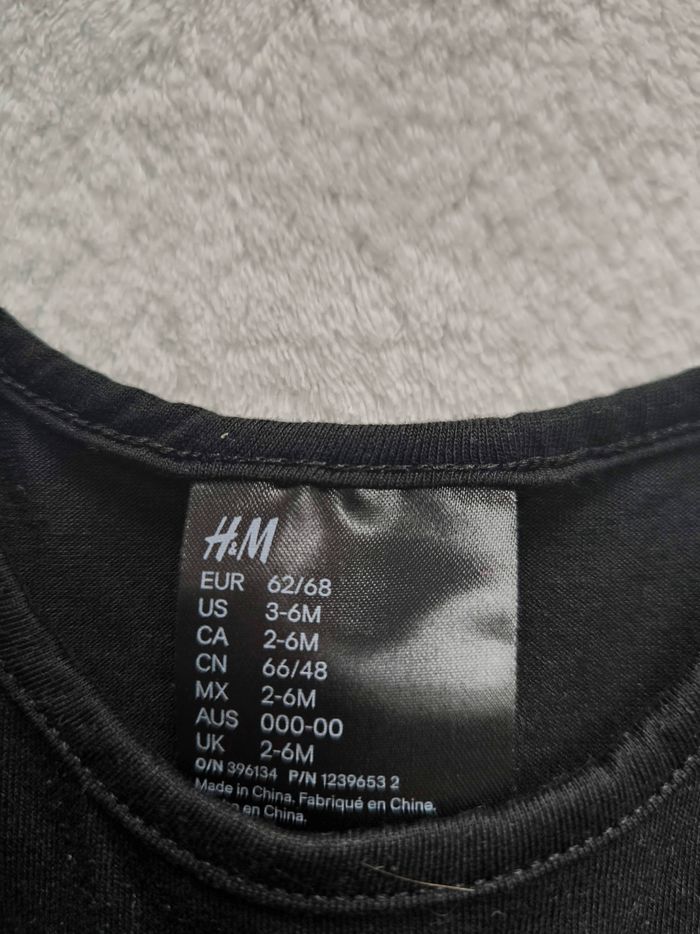 H&M
EUR 62/68
US 3-6M
CA 2-6M
CN 66/48
MX 2-6M
AUS 000-00
UK 2-6M
O/N 396134 P/N 1239653 2
Made in China. Fabriqué en Chine.
en China.